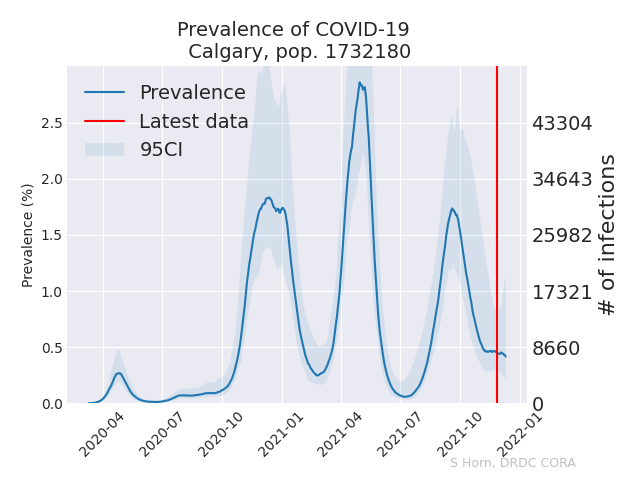 Prevalence of COVID-19
Calgary, pop. 1732180
Prevalence
Latest data
95CI
Prevalence (%)
2.5
2.0
1.5
1.0
0.5
0.0
43304
34643
25982
17321
8660
0
# of infections
2020-04
2020-07
2020-10
2021-01
2021-04
2021-07
2021-10
2022-01
S Horn, DRDC CORA